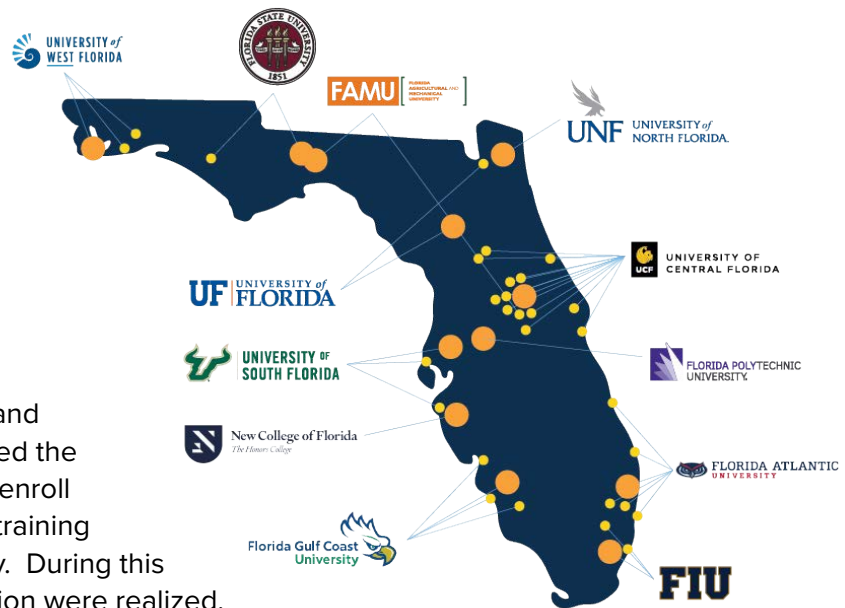 UNIVERSITY of
WEST FLORIDA
FLORIDA STATE UNIVERSITY
1851
FAMU
FLORIDA
AGRICULTURAL AND
MECHANICAL
UNIVERSITY
UNF UNIVERSITY of
NORTH FLORIDA.
UCF
UNIVERSITY OF
CENTRAL FLORIDA
UF UNIVERSITY of
FLORIDA
UNIVERSITY OF
SOUTH FLORIDA
FLORIDA POLYTECHNIC
UNIVERSITY.
New College of Florida
The Honors College
FLORIDA ATLANTIC
UNIVERSITY
Florida Gulf Coast
University
FIU
and
ed the
enroll
training
y. During this
ion were realized.